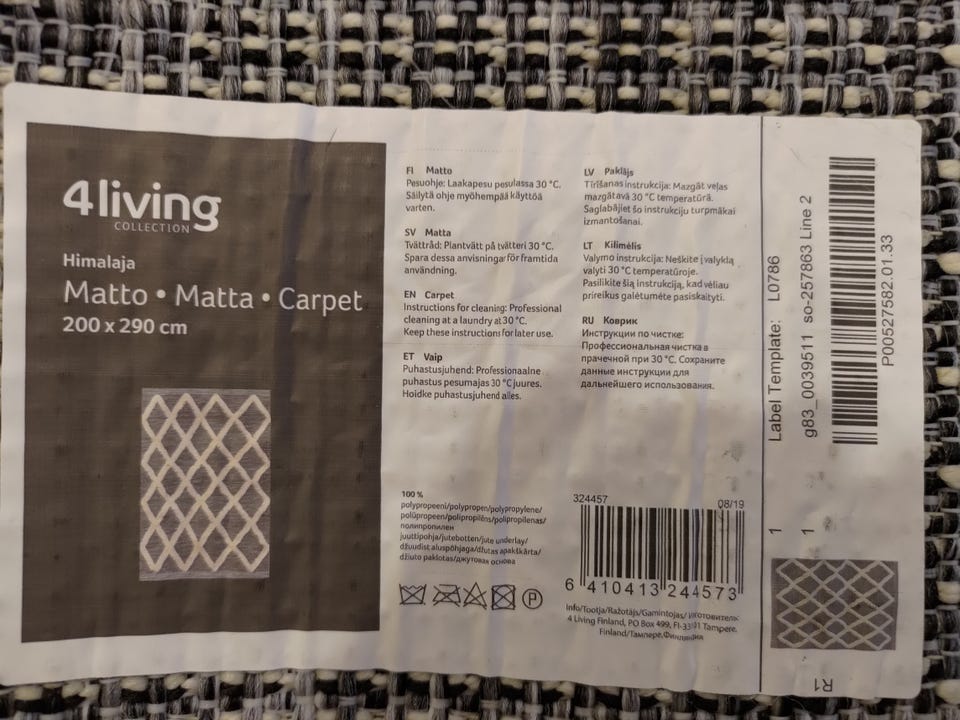 4living
COLLECTION
Himalaja
Matto • Matta • Carpet
200 x 290 cm
FI Matto
Pesuohje: Laakapesu pesulassa 30 °C.
Säilytä ohje myöhempää käyttöä
varten.
SV Matta
Tvättråd: Plantvätt på tvätteri 30 °C.
Spara dessa anvisningar för framtida
användning.
EN Carpet
Instructions for cleaning: Professional
cleaning at a laundry at 30 °C.
Keep these instructions for later use.
ET Vaip
Puhastusjuhend: Professionaalne
puhastus pesumajas 30 °C juures.
Hoidke puhastusjuhend alles.
LV Paklājs
Tīrīšanas instrukcija: Mazgāt veļas
mazgātavā 30 °C temperatūrā.
Saglabājiet šo instrukciju turpmākai
izmantošanai.
LT Kilimėlis
Valymo instrukcija: Neškite į valyklą
valyti 30 °C temperatūroje.
Pasilikite šią instrukciją, kad vėliau
prireikus galėtumėte pasiskaityti.
RU Коврик
Инструкции по чистке:
Профессиональная чистка в
прачечной при 30 °C. Сохраните
данные инструкции для
дальнейшего использования.
100 %
polypropeeni/polypropen/polypropylene/
polüpropeen/polipropilēns/polipropilenas/
полипропилен
juuttipohja/jutebotten/jute underlay/
džuudist aluspõhjaga/džutas apakškārta/
džiuto paklotas/джутовая основа
P
324457
08/19
6 410413 244573
Info/Tootja/Ražotājs/Gamintojas/изготовитель:
4 Living Finland, PO Box 499, FI-33101 Tampere,
Finland/Тампере, Финляндия
Label Template: L0786
1
g83_0039511 so-257863 Line 2
1
P00527582.01.33
R1